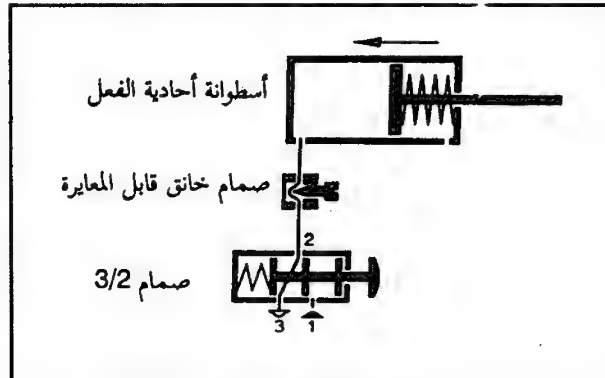 أسطوانة أحادية الفعل
صمام خانق قابل المعايرة
2
صمام 3/2
3 1